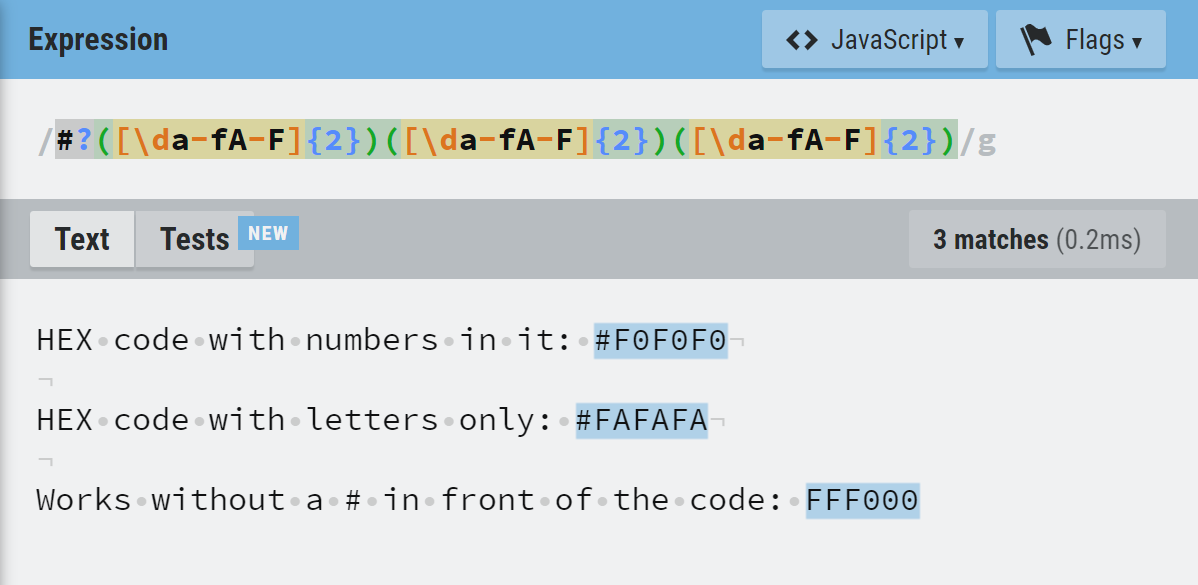 Expression <> JavaScript ▾ Flags ▾
/#?([\da-fA-F]{2})([\da-fA-F]{2})([\da-fA-F]{2})/g
Text Tests NEW 3 matches (0.2ms)
HEX•code•with•numbers•in•it:•#F0F0F0¬
¬
HEX•code•with•letters•only:•#FAFAFA¬
¬
Works•without•a•#•in•front•of•the•code:•FFF000